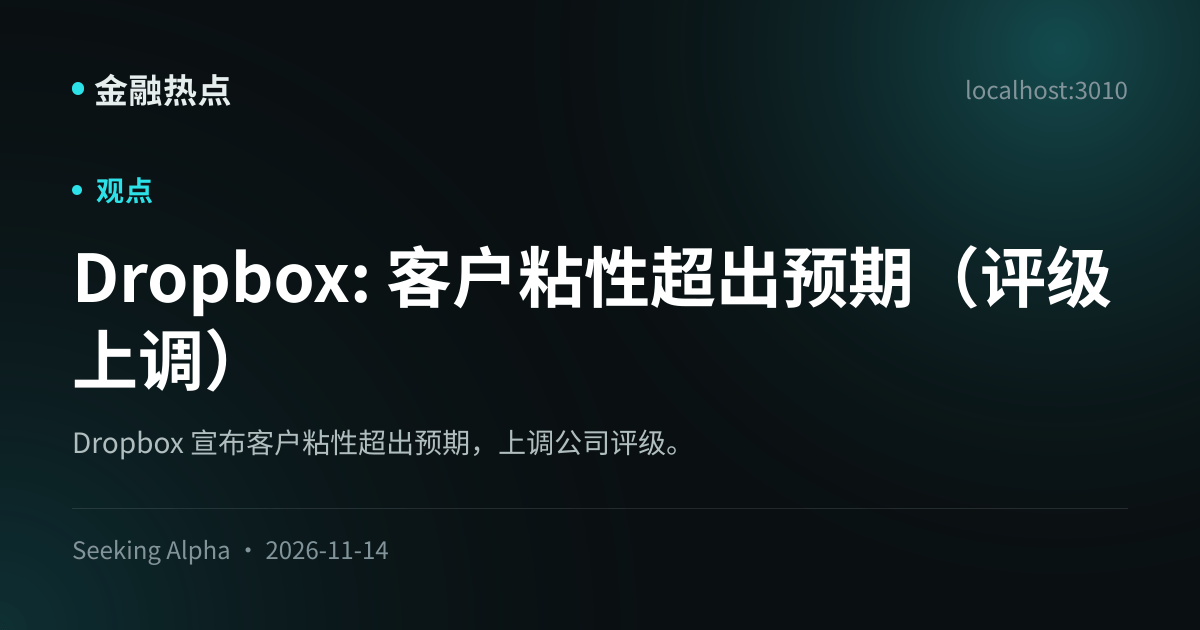 金融热点
localhost:3010
观点
Dropbox: 客户粘性超出预期（评级
上调）
Dropbox 宣布客户粘性超出预期，上调公司评级。
Seeking Alpha · 2026-11-14